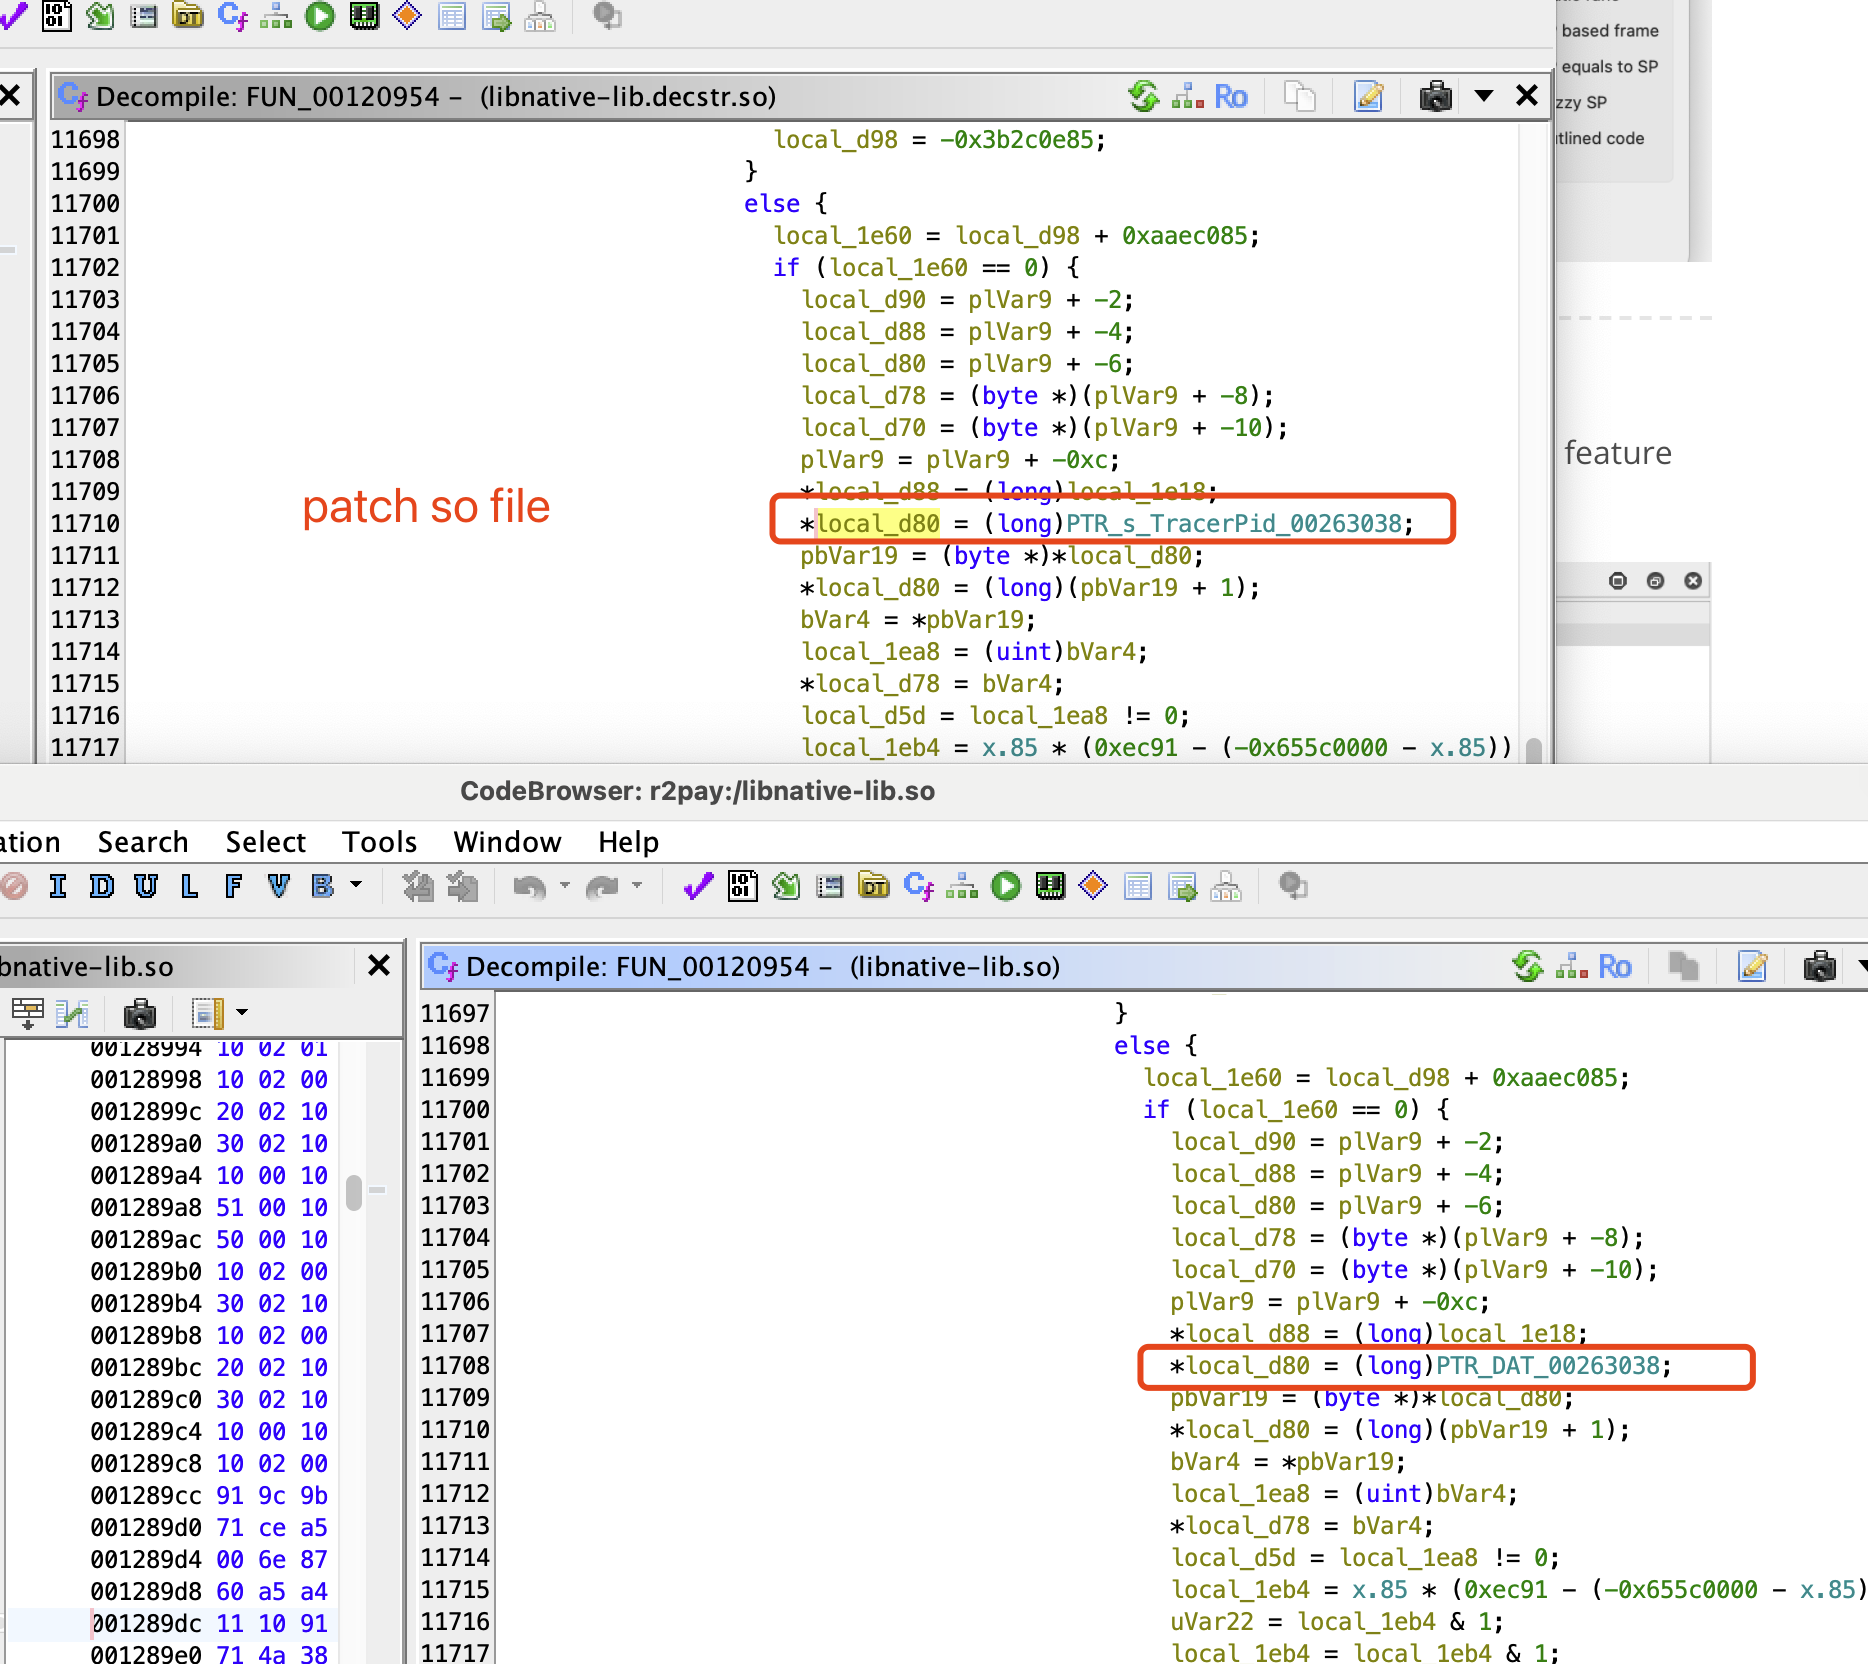 based frame
equals to SP
zzy SP
tlined code
Decompile: FUN_00120954 – (libnative-lib.decstr.so)
Ro
11698 local_d98 = -0x3b2c0e85;
11699 }
11700 else {
11701 local_1e60 = local_d98 + 0xaaec085;
11702 if (local_1e60 == 0) {
11703 local_d90 = plVar9 + -2;
11704 local_d88 = plVar9 + -4;
11705 local_d80 = plVar9 + -6;
11706 local_d78 = (byte *)(plVar9 + -8);
11707 local_d70 = (byte *)(plVar9 + -10);
11708 plVar9 = plVar9 + -0xc;
11709 *local_d88 = (long)local_1e18;
11710 *local_d80 = (long)PTR_s_TracerPid_00263038;
11711 pbVar19 = (byte *)*local_d80;
11712 *local_d80 = (long)(pbVar19 + 1);
11713 bVar4 = *pbVar19;
11714 local_1ea8 = (uint)bVar4;
11715 *local_d78 = bVar4;
11716 local_d5d = local_1ea8 != 0;
11717 local_1eb4 = x.85 * (0xec91 - (-0x655c0000 - x.85))
patch so file
feature
CodeBrowser: r2pay:/libnative-lib.so
ation Search Select Tools Window Help
I D U L F V B
bnative-lib.so
Decompile: FUN_00120954 – (libnative-lib.so)
Ro
00128994 10 02 01
00128998 10 02 00
0012899c 20 02 10
001289a0 30 02 10
001289a4 10 00 10
001289a8 51 00 10
001289ac 50 00 10
001289b0 10 02 00
001289b4 30 02 10
001289b8 10 02 00
001289bc 20 02 10
001289c0 30 02 10
001289c4 10 00 10
001289c8 10 02 00
001289cc 91 9c 9b
001289d0 71 ce a5
001289d4 00 6e 87
001289d8 60 a5 a4
001289dc 11 10 91
001289e0 71 4a 38
11697 }
11698 else {
11699 local_1e60 = local_d98 + 0xaaec085;
11700 if (local_1e60 == 0) {
11701 local_d90 = plVar9 + -2;
11702 local_d88 = plVar9 + -4;
11703 local_d80 = plVar9 + -6;
11704 local_d78 = (byte *)(plVar9 + -8);
11705 local_d70 = (byte *)(plVar9 + -10);
11706 plVar9 = plVar9 + -0xc;
11707 *local_d88 = (long)local_1e18;
11708 *local_d80 = (long)PTR_DAT_00263038;
11709 pbVar19 = (byte *)*local_d80;
11710 *local_d80 = (long)(pbVar19 + 1);
11711 bVar4 = *pbVar19;
11712 local_1ea8 = (uint)bVar4;
11713 *local_d78 = bVar4;
11714 local_d5d = local_1ea8 != 0;
11715 local_1eb4 = x.85 * (0xec91 - (-0x655c0000 - x.85)
11716 uVar22 = local_1eb4 & 1;
11717 local_1eb4 = local_1eb4 & 1;